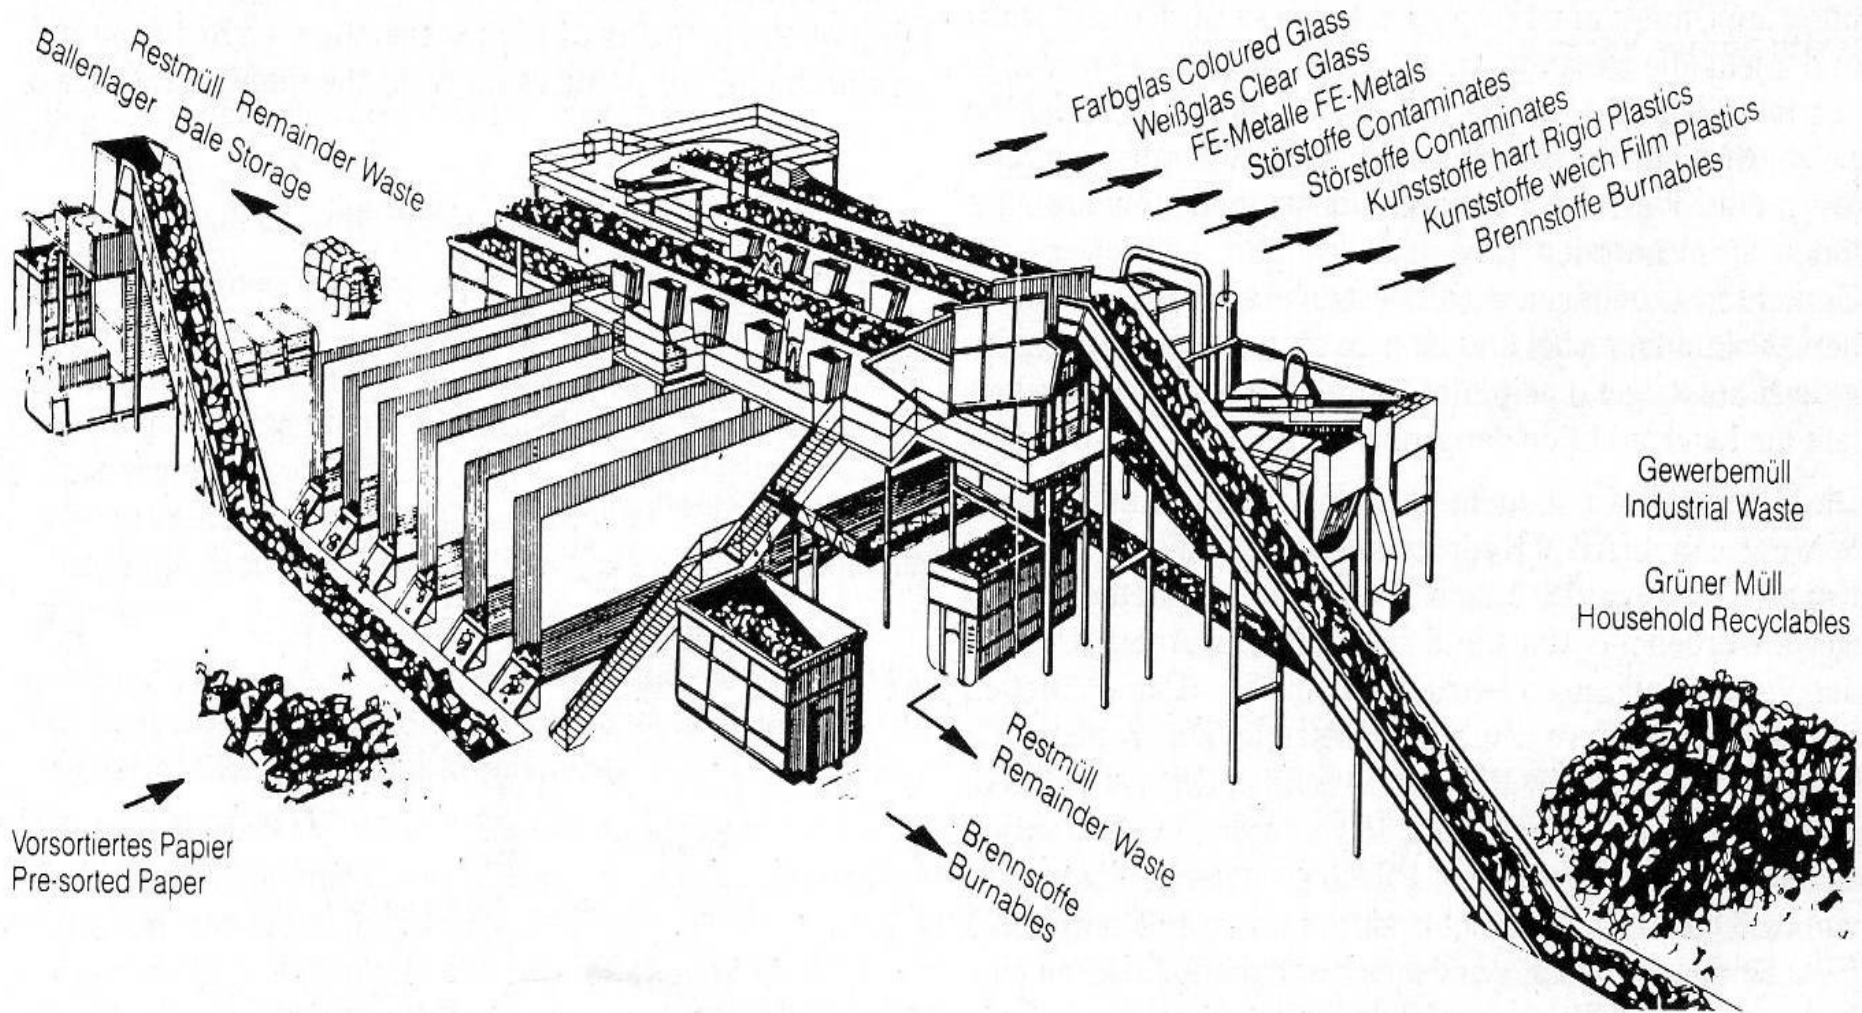 Restmüll Remainder Waste
Ballenlager Bale Storage
Farbglas Coloured Glass
Weißglas Clear Glass
FE-Metalle FE-Metals
Störstoffe Contaminates
Störstoffe Contaminates
Kunststoffe hart Rigid Plastics
Kunststoffe weich Film Plastics
Brennstoffe Burnables
Gewerbemüll
Industrial Waste
Grüner Müll
Household Recyclables
Restmüll
Remainder Waste
Brennstoffe
Burnables
Vorsortiertes Papier
Pre-sorted Paper